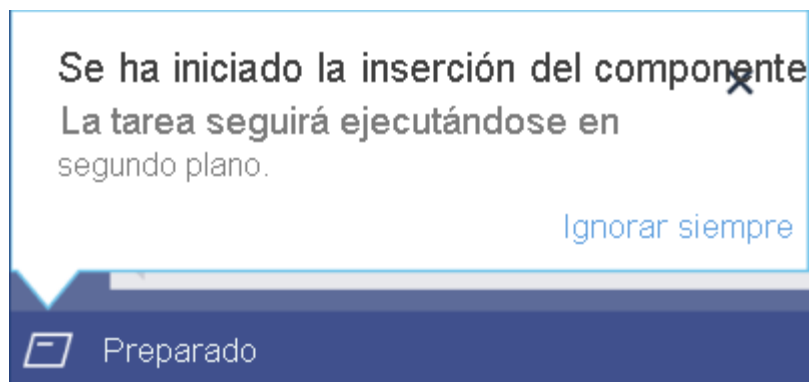 Se ha iniciado la inserción del componente
La tarea seguirá ejecutándose en
segundo plano.
Ignorar siempre
Preparado